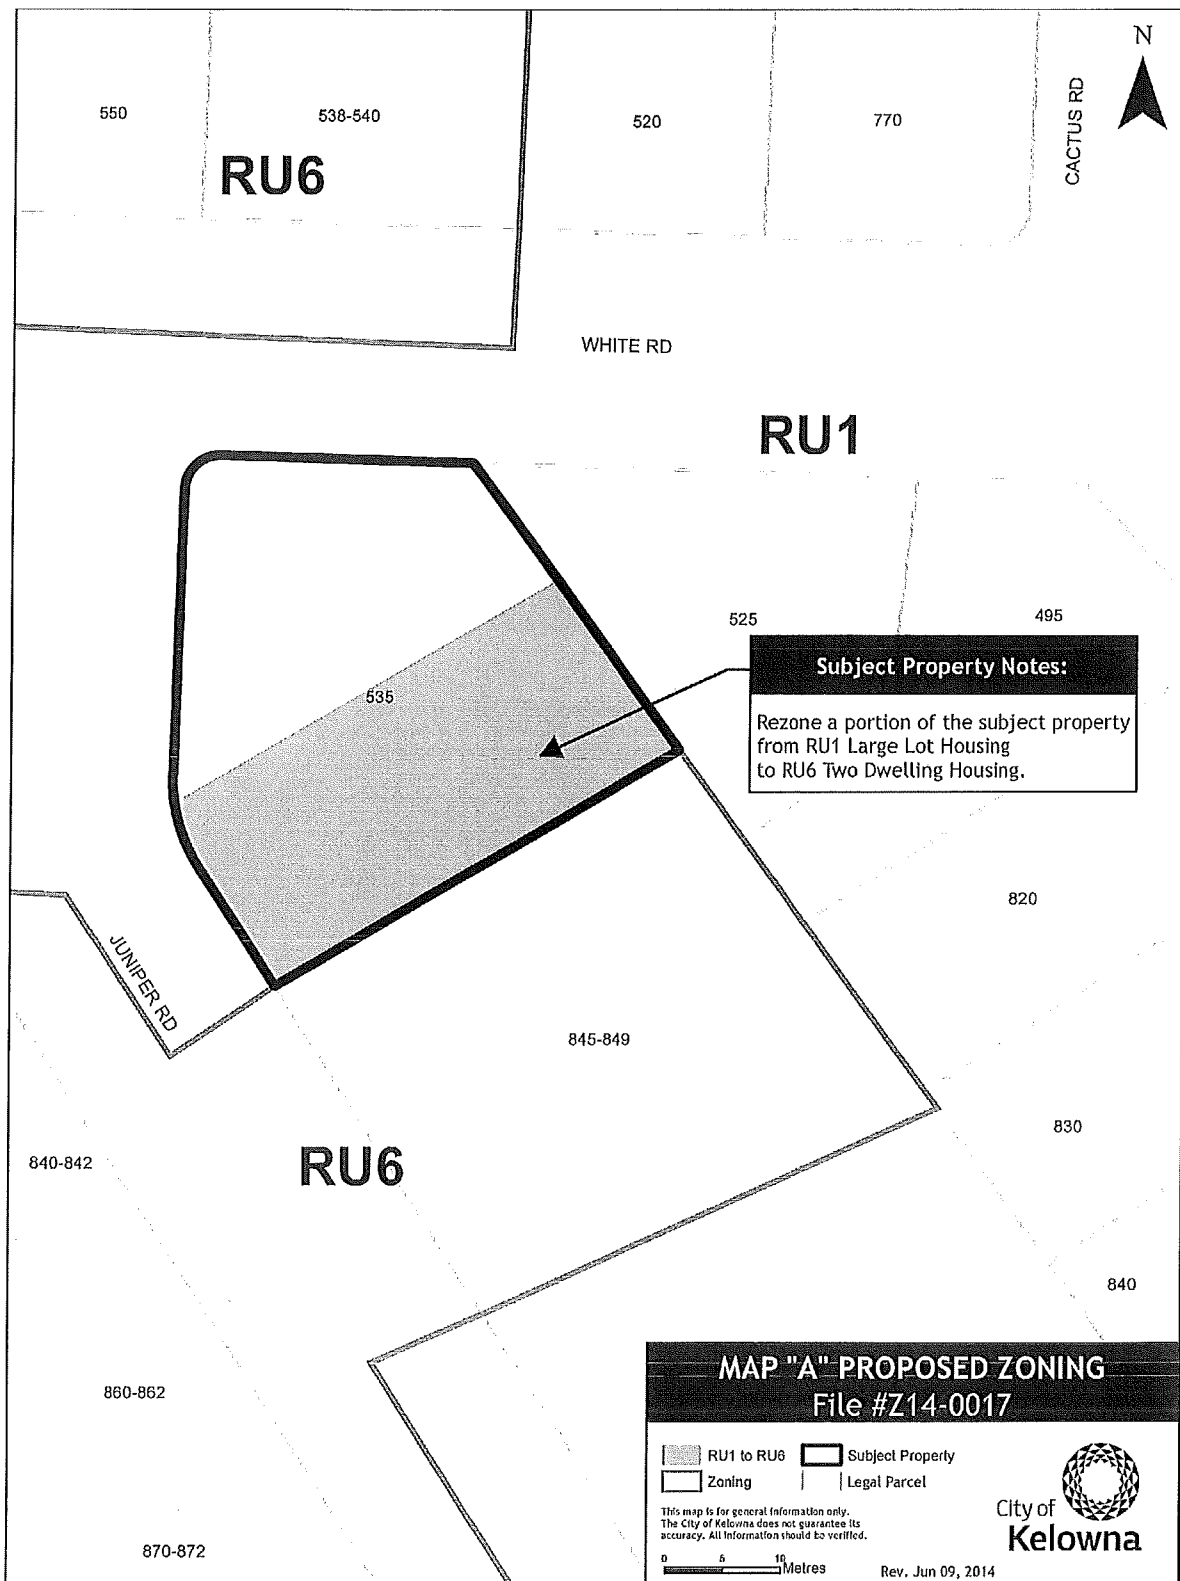 N
550
538-540
520
770
CACTUS RD
RU6
WHITE RD
RU1
525
495
Subject Property Notes:
Rezone a portion of the subject property
from RU1 Large Lot Housing
to RU6 Two Dwelling Housing.
535
820
JUNIPER RD
845-849
830
840-842
RU6
840
860-862
870-872
MAP "A" PROPOSED ZONING
File #Z14-0017
RU1 to RU6
Subject Property
Zoning
Legal Parcel
This map is for general information only.
The City of Kelowna does not guarantee its
accuracy. All information should be verified.
0 5 10
Metres
Rev. Jun 09, 2014
City of
Kelowna